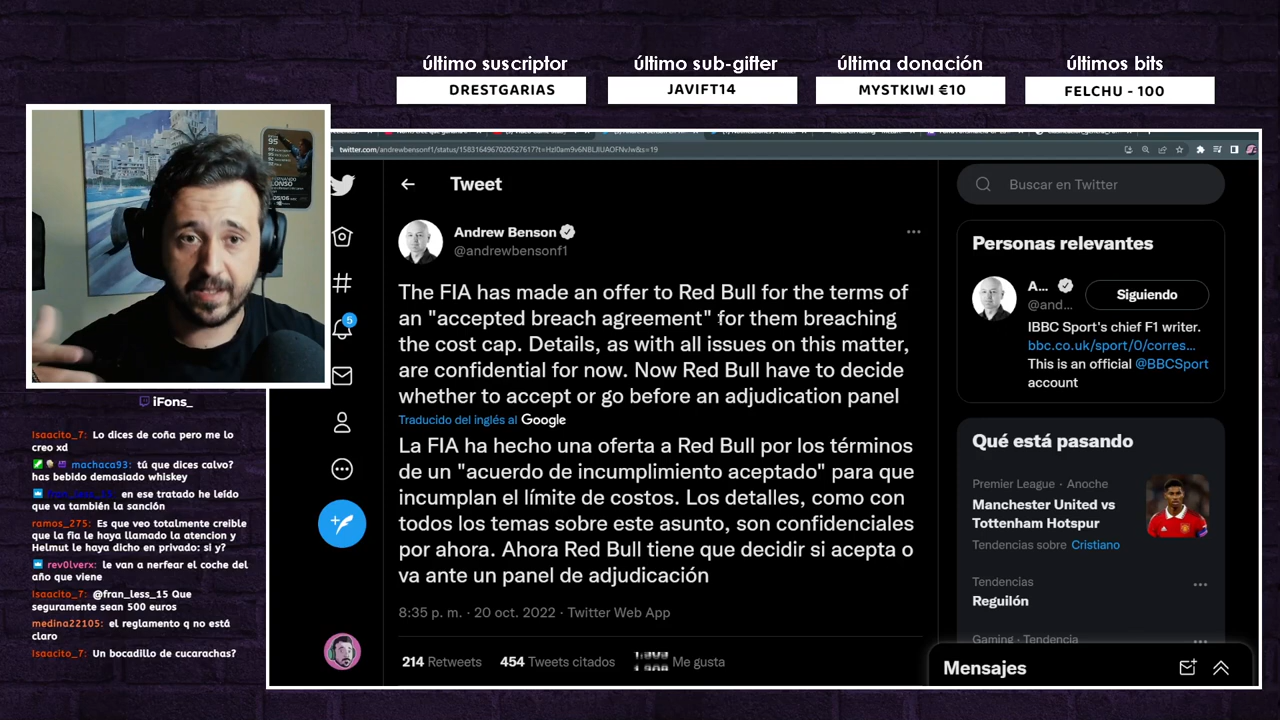 último suscriptor
DRESTGARIAS
último sub-gifter
JAVIFT14
última donación
MYSTKIWI €10
últimos bits
FELCHU - 100
95
ALONSO
iFons_
Isaacito_7: Lo dices de coña pero me lo
creo xd
machaca93: tú que dices calvo?
has bebido demasiado whiskey
en ese tratado he leído
que va también la sanción
ramos_275: Es que veo totalmente creíble
que la fia le haya llamado la atencion y
Helmut le haya dicho en privado: si y?
rev0lverx: le van a nerfear el coche del
año que viene
Isaacito_7: @fran_less_15 Que
seguramente sean 500 euros
medina22105: el reglamento q no está
claro
Isaacito_7: Un bocadillo de cucarachas?
5
Tweet
Andrew Benson
@andrewbensonf1
The FIA has made an offer to Red Bull for the terms of
an "accepted breach agreement" for them breaching
the cost cap. Details, as with all issues on this matter,
are confidential for now. Now Red Bull have to decide
whether to accept or go before an adjudication panel
Traducido del inglés al Google
La FIA ha hecho una oferta a Red Bull por los términos
de un "acuerdo de incumplimiento aceptado" para que
incumplan el límite de costos. Los detalles, como con
todos los temas sobre este asunto, son confidenciales
por ahora. Ahora Red Bull tiene que decidir si acepta o
va ante un panel de adjudicación
8:35 p. m. · 20 oct. 2022 · Twitter Web App
214 Retweets 454 Tweets citados Me gusta
Buscar en Twitter
Personas relevantes
A...
@and...
Siguiendo
IBBC Sport's chief F1 writer.
bbc.co.uk/sport/0/corres...
This is an official @BBCSport
account
Qué está pasando
Premier League · Anoche
Manchester United vs
Tottenham Hotspur
Tendencias sobre Cristiano
Tendencias
Reguilón
Gaming · Tendencia
Mensajes